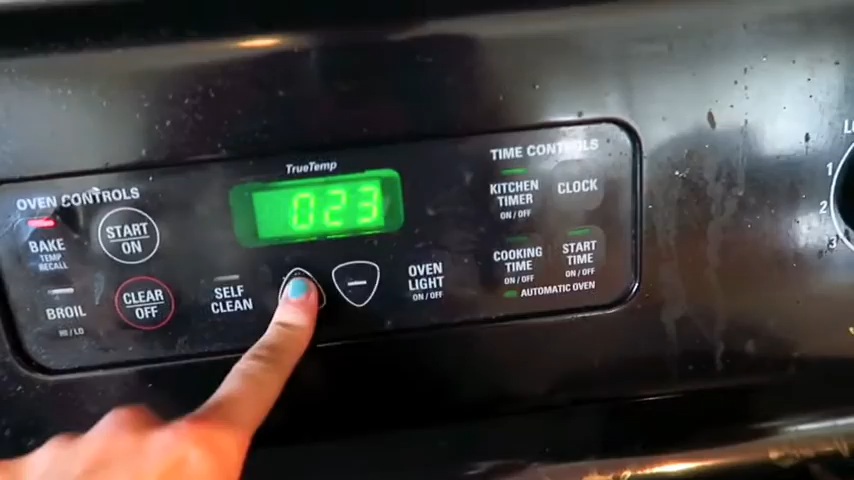 TrueTemp
023
OVEN CONTROLS
BAKE
TEMP
RECALL
START
ON
BROIL
HI / LO
CLEAR
OFF
SELF
CLEAN
OVEN
LIGHT
ON / OFF
TIME CONTROLS
KITCHEN
TIMER
ON / OFF
CLOCK
COOKING
TIME
ON / OFF
START
TIME
ON / OFF
AUTOMATIC OVEN
1
2
3